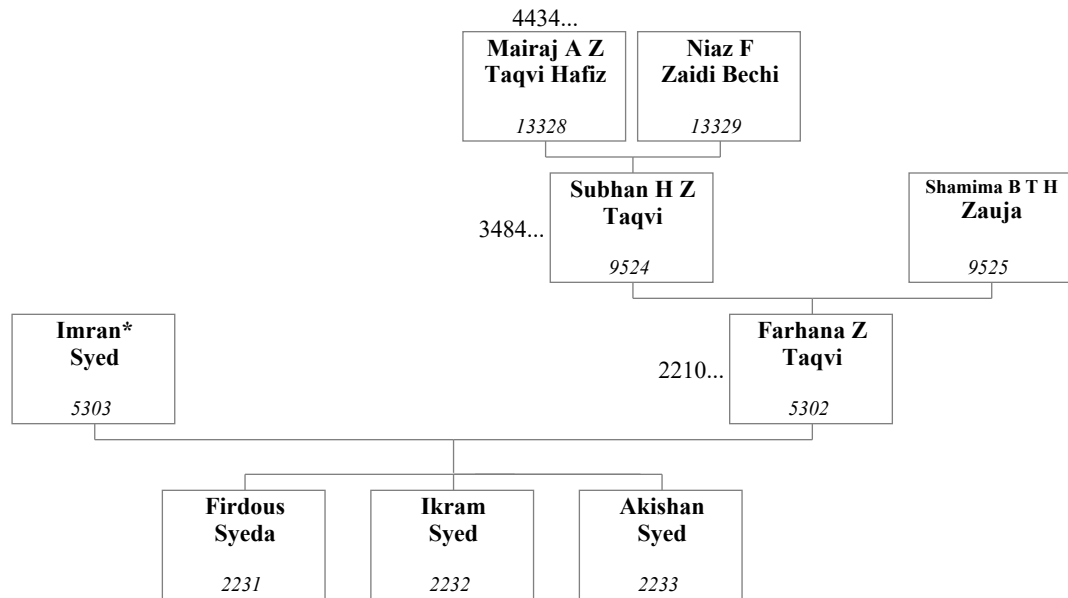 4434...
Mairaj A Z
Taqvi Hafiz
13328
Niaz F
Zaidi Bechi
13329
Subhan H Z
Taqvi
9524
3484...
Shamima B T H
Zauja
9525
Imran*
Syed
5303
Farhana Z
Taqvi
5302
2210...
Firdous
Syeda
2231
Ikram
Syed
2232
Akishan
Syed
2233